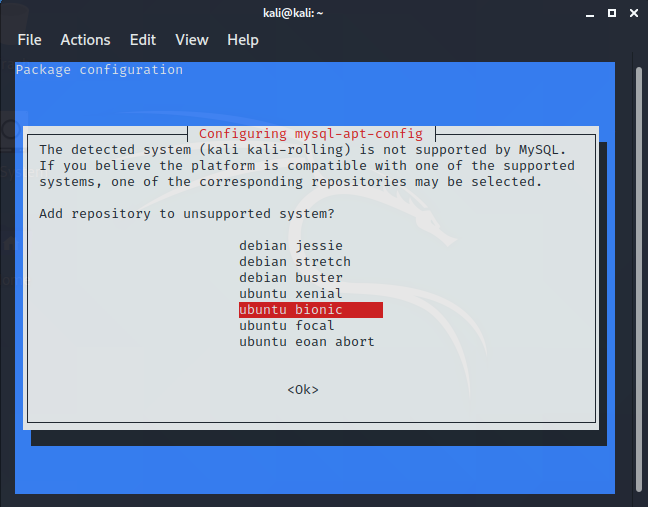 kali@kali: ~
File Actions Edit View Help
Package configuration
Configuring mysql-apt-config
The detected system (kali kali-rolling) is not supported by MySQL.
If you believe the platform is compatible with one of the supported
systems, one of the corresponding repositories may be selected.
Add repository to unsupported system?
debian jessie
debian stretch
debian buster
ubuntu xenial
ubuntu bionic
ubuntu focal
ubuntu eoan abort
<Ok>